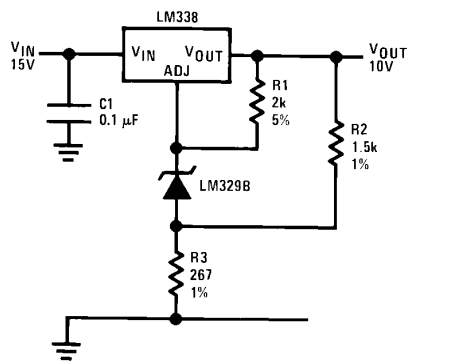 LM338
V_IN
15V
V_IN
V_OUT
ADJ
V_OUT
10V
C1
0.1 μF
R1
2k
5%
R2
1.5k
1%
LM329B
R3
267
1%